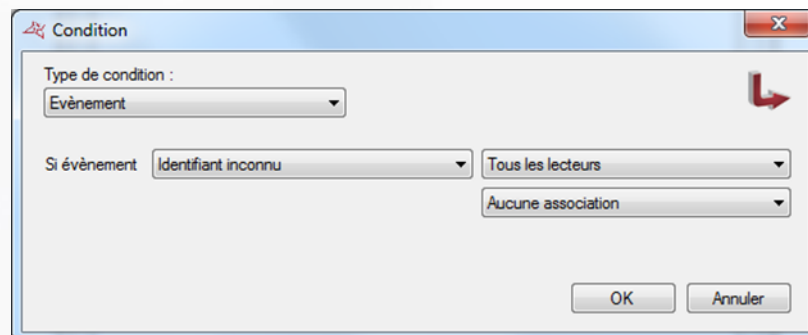 Condition
Type de condition :
Evènement
Si évènement Identifiant inconnu Tous les lecteurs
Aucune association
OK Annuler